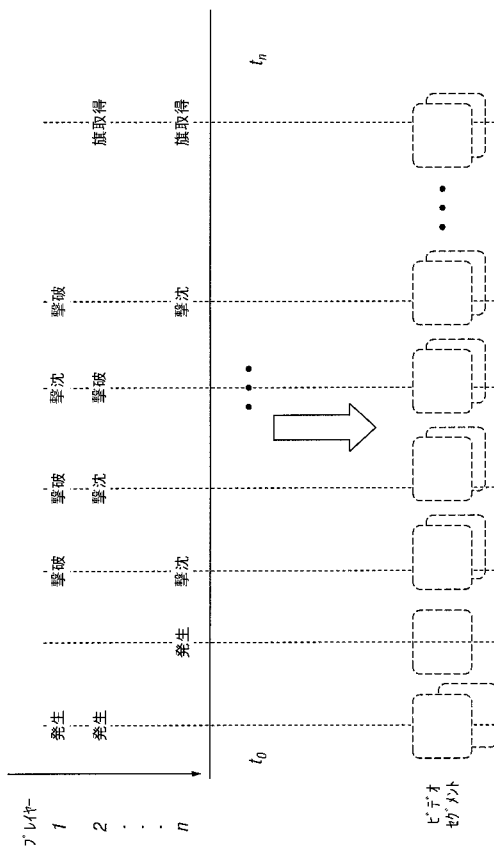 プレイヤー
1 発生 撃破 撃破 撃沈 撃破
2 発生 撃沈 撃破 旗取得
・
・
・
n 発生 撃沈 撃沈 旗取得
t0 ● ● ● tn
ビデオ
セグメント ● ● ●